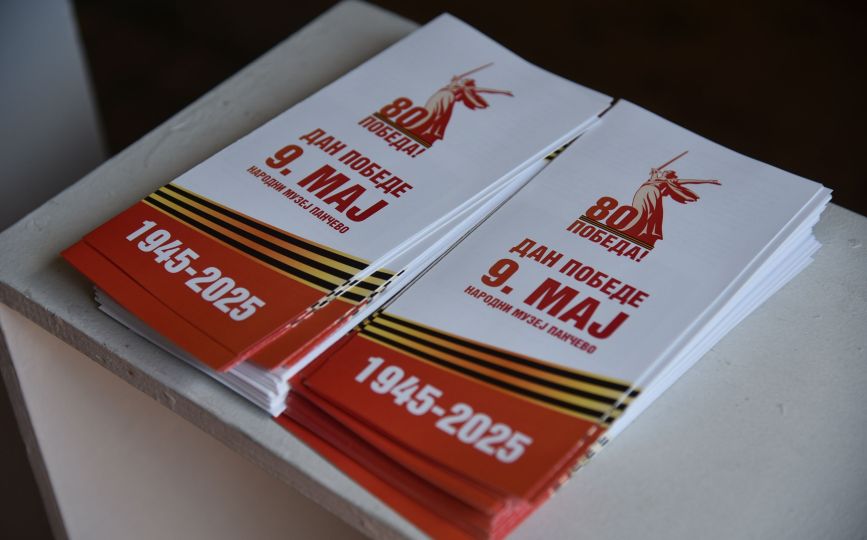 80
ПОБЕДА!
ДАН ПОБЕДЕ
9. МАЈ
НАРОДНИ МУЗЕЈ ПАНЧЕВО
1945-2025
80
ПОБЕДА!
ДАН ПОБЕДЕ
9. МАЈ
НАРОДНИ МУЗЕЈ ПАНЧЕВО
1945-2025